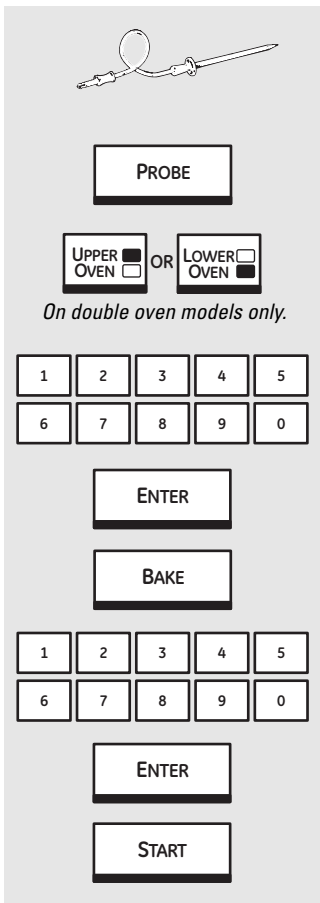 PROBE
UPPER OR LOWER
OVEN OVEN
On double oven models only.
1 2 3 4 5
6 7 8 9 0
ENTER
BAKE
1 2 3 4 5
6 7 8 9 0
ENTER
START